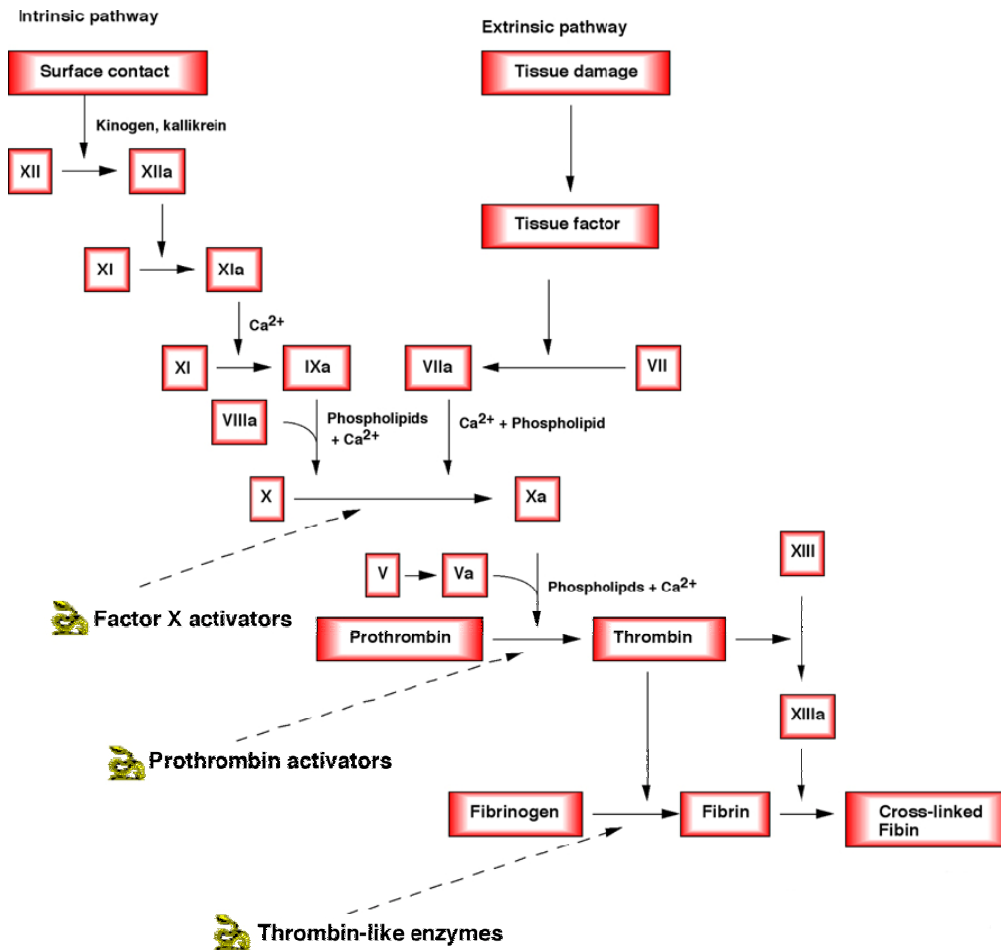 Intrinsic pathway
Extrinsic pathway
Surface contact
Tissue damage
Kinogen, kallikrein
XII
XIIa
Tissue factor
XI
XIa
Ca2+
XI
IXa
VIIa
VII
VIIIa
Phospholipids
+ Ca2+
Ca2+ + Phospholipid
X
Xa
XIII
V
Va
Phospholipds + Ca2+
Factor X activators
Prothrombin
Thrombin
XIIIa
Prothrombin activators
Fibrinogen
Fibrin
Cross-linked
Fibin
Thrombin-like enzymes